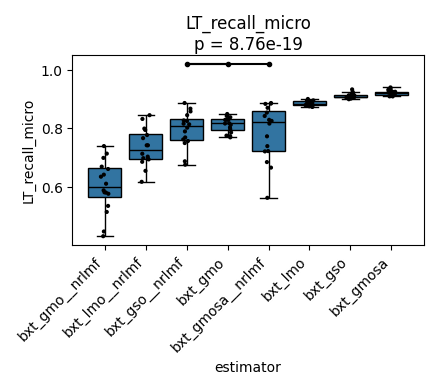 LT_recall_micro
p = 8.76e-19
LT_recall_micro
1.0
0.8
0.6
bxt_gmo__nrlmf
bxt_lmo__nrlmf
bxt_gso__nrlmf
bxt_gmo
bxt_gmosa__nrlmf
bxt_lmo
bxt_gso
bxt_gmosa
estimator